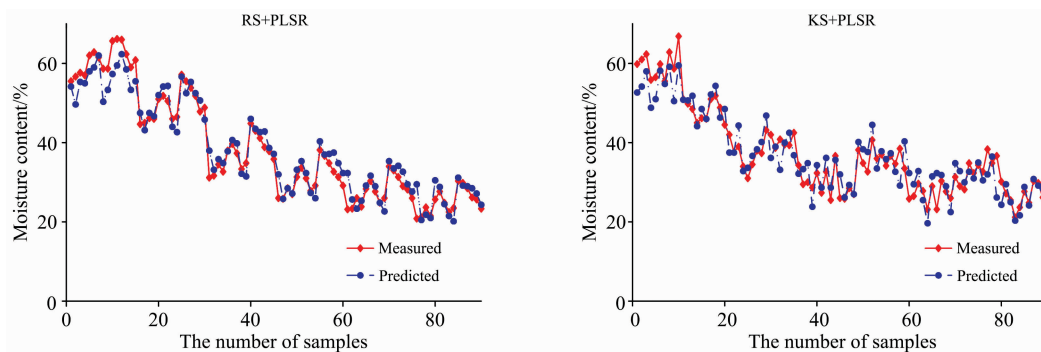 RS+PLSR
Moisture content/%
60
40
20
0
Measured
Predicted
0 20 40 60 80
The number of samples
KS+PLSR
Moisture content/%
60
40
20
0
Measured
Predicted
0 20 40 60 80
The number of samples